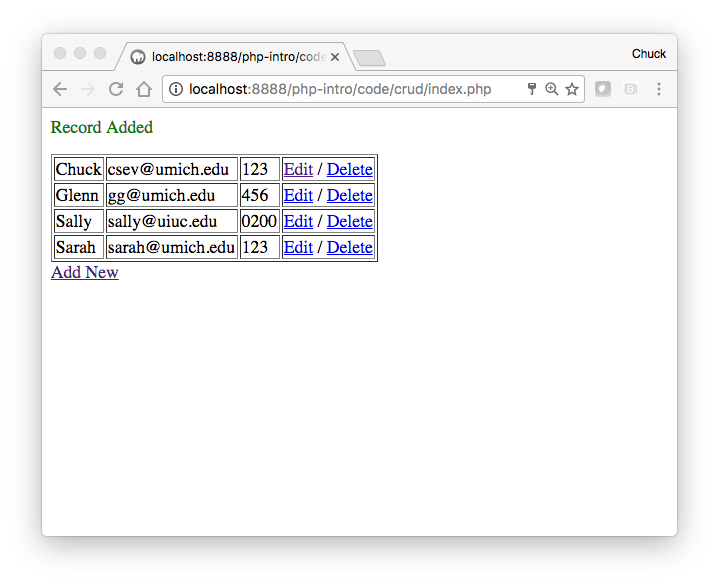 localhost:8888/php-intro/code
Chuck
localhost:8888/php-intro/code/crud/index.php
Record Added
Chuck csev@umich.edu 123 Edit / Delete
Glenn gg@umich.edu 456 Edit / Delete
Sally sally@uiuc.edu 0200 Edit / Delete
Sarah sarah@umich.edu 123 Edit / Delete
Add New